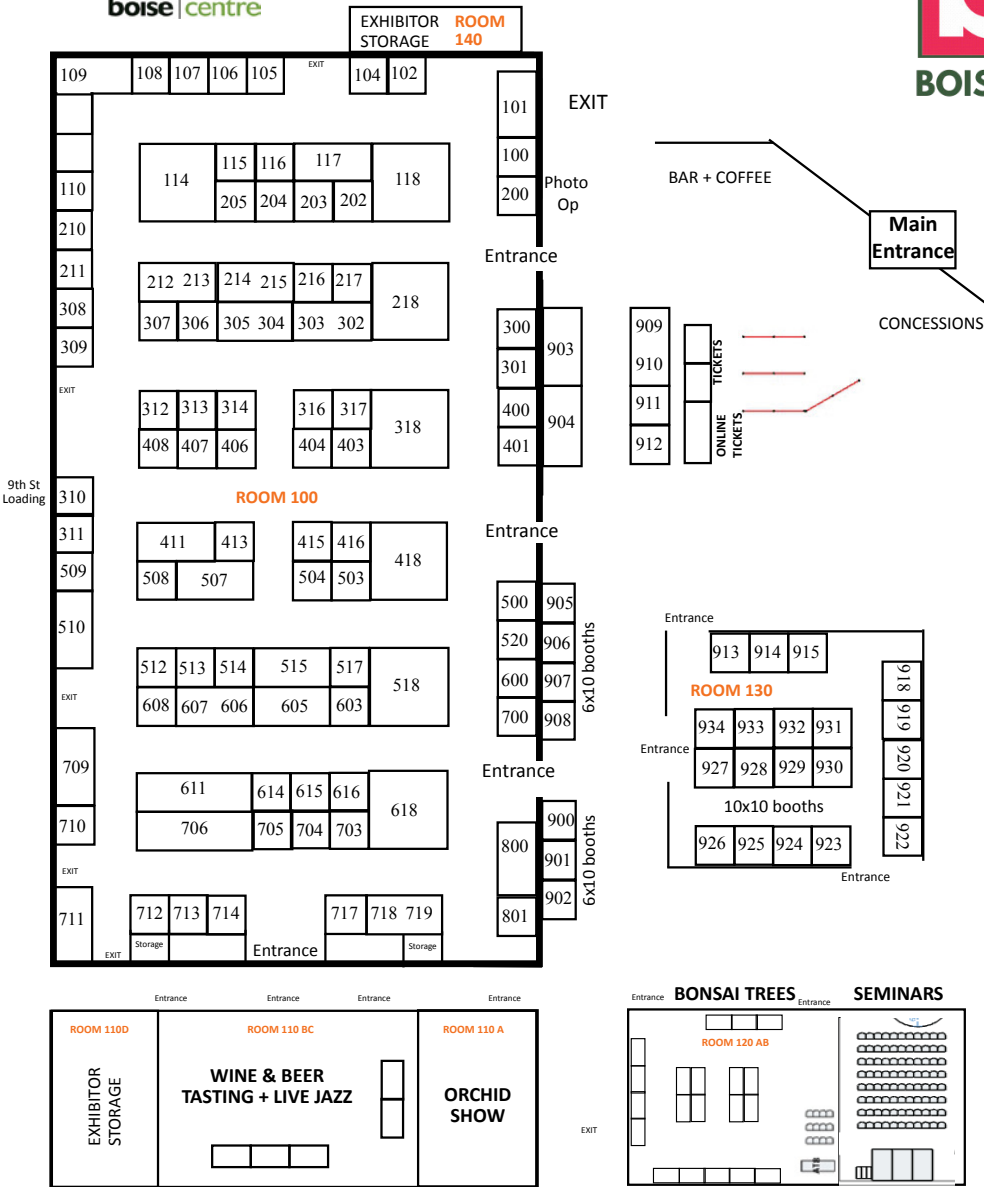 boise centre
EXHIBITOR ROOM
STORAGE 140
BOIS
109 108 107 106 105 EXIT 104 102
101 EXIT
100
200 Photo
Op
110
210
211
308
309
EXIT
114 115 116 117 118
205 204 203 202
Entrance
212 213 214 215 216 217 218
307 306 305 304 303 302
300 903
301
400 904
401
312 313 314 316 317 318
408 407 406 404 403
BAR + COFFEE
Main
Entrance
CONCESSIONS
909
910
911
912
TICKETS
ONLINE
TICKETS
9th St
Loading
310
311
509
510
EXIT
ROOM 100
Entrance
411 413 415 416 418
508 507 504 503
500 905
520 906
600 907
700 908
6x10 booths
512 513 514 515 517 518
608 607 606 605 603
Entrance
709
710
EXIT
711
611 614 615 616 618
706 705 704 703
800 900
901
902
801
6x10 booths
712 713 714 717 718 719
Storage Entrance Storage
EXIT
Entrance
913 914 915
ROOM 130
918
919
920
921
922
934 933 932 931
Entrance
927 928 929 930
10x10 booths
926 925 924 923
Entrance
Entrance Entrance Entrance Entrance
ROOM 110D ROOM 110 BC ROOM 110 A
EXHIBITOR
STORAGE
WINE & BEER
TASTING + LIVE JAZZ
ORCHID
SHOW
Entrance BONSAI TREES Entrance SEMINARS
ROOM 120 AB
EXIT